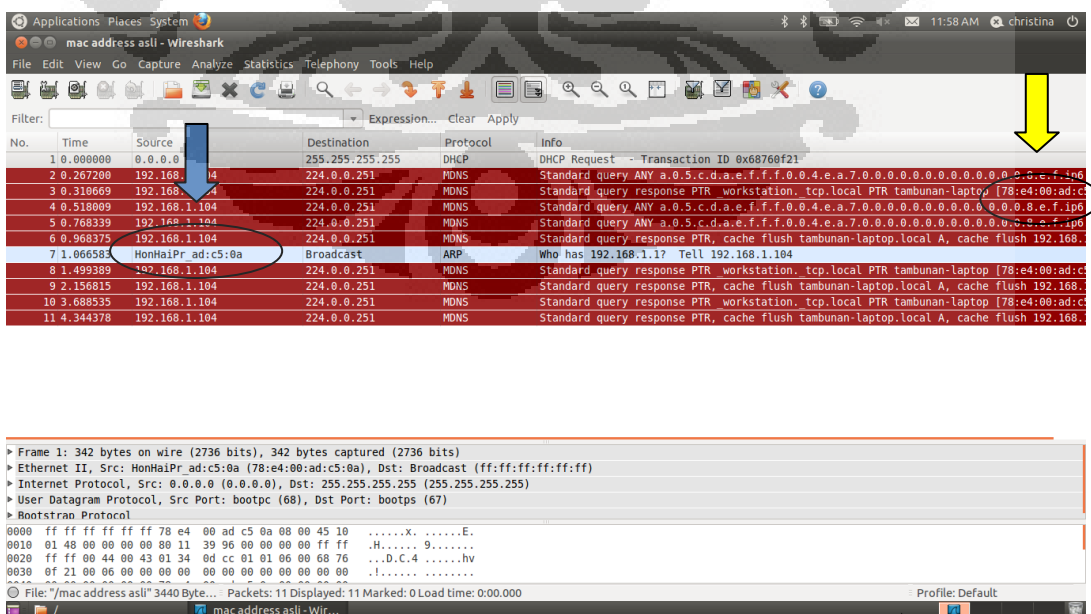 Applications Places System 11:58 AM christina
mac address asli - Wireshark
File Edit View Go Capture Analyze Statistics Telephony Tools Help
Filter: Expression... Clear Apply
No. Time Source Destination Protocol Info
1 0.000000 0.0.0.0 255.255.255.255 DHCP DHCP Request - Transaction ID 0x68760f21
2 0.267200 192.168. 04 224.0.0.251 MDNS Standard query ANY a.0.5.c.d.a.e.f.f.f.0.0.4.e.a.7.0.0.0.0.0.0.0.0.0.0.0.0.0.8.e.f.ip6
3 0.310669 192.168. 04 224.0.0.251 MDNS Standard query response PTR _workstation._tcp.local PTR tambunan-laptop [78:e4:00:ad:c5
4 0.518009 192.168.1.104 224.0.0.251 MDNS Standard query ANY a.0.5.c.d.a.e.f.f.f.0.0.4.e.a.7.0.0.0.0.0.0.0.0.0.0.0.0.0.8.e.f.ip6
5 0.768339 192.168.1.104 224.0.0.251 MDNS Standard query ANY a.0.5.c.d.a.e.f.f.f.0.0.4.e.a.7.0.0.0.0.0.0.0.0.0.0.0.0.0.8.e.f.ip6
6 0.968375 192.168.1.104 224.0.0.251 MDNS Standard query response PTR, cache flush tambunan-laptop.local A, cache flush 192.168.
7 1.066583 HonHaiPr_ad:c5:0a Broadcast ARP Who has 192.168.1.1? Tell 192.168.1.104
8 1.499389 192.168.1.104 224.0.0.251 MDNS Standard query response PTR _workstation._tcp.local PTR tambunan-laptop [78:e4:00:ad:c5
9 2.156815 192.168.1.104 224.0.0.251 MDNS Standard query response PTR, cache flush tambunan-laptop.local A, cache flush 192.168.
10 3.688535 192.168.1.104 224.0.0.251 MDNS Standard query response PTR _workstation._tcp.local PTR tambunan-laptop [78:e4:00:ad:c5
11 4.344378 192.168.1.104 224.0.0.251 MDNS Standard query response PTR, cache flush tambunan-laptop.local A, cache flush 192.168.
Frame 1: 342 bytes on wire (2736 bits), 342 bytes captured (2736 bits)
Ethernet II, Src: HonHaiPr_ad:c5:0a (78:e4:00:ad:c5:0a), Dst: Broadcast (ff:ff:ff:ff:ff:ff)
Internet Protocol, Src: 0.0.0.0 (0.0.0.0), Dst: 255.255.255.255 (255.255.255.255)
User Datagram Protocol, Src Port: bootpc (68), Dst Port: bootps (67)
Bootstrap Protocol
0000 ff ff ff ff ff ff 78 e4 00 ad c5 0a 08 00 45 10 ......x. ......E.
0010 01 48 00 00 00 00 80 11 39 96 00 00 00 00 ff ff .H...... 9.......
0020 ff ff 00 44 00 43 01 34 0d cc 01 01 06 00 68 76 ...D.C.4 ......hv
0030 0f 21 00 06 00 00 00 00 00 00 00 00 00 00 00 00 .!...... ........
File: "/mac address asli" 3440 Byte... Packets: 11 Displayed: 11 Marked: 0 Load time: 0:00.000 Profile: Default
/ mac address asli - Wir...